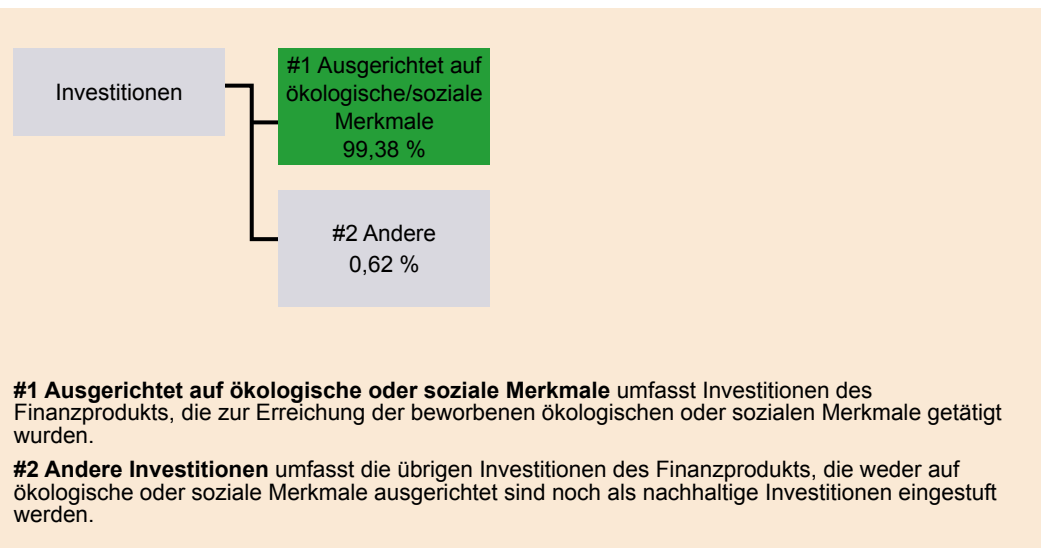 Investitionen
#1 Ausgerichtet auf
ökologische/soziale
Merkmale
99,38 %
#2 Andere
0,62 %
#1 Ausgerichtet auf ökologische oder soziale Merkmale umfasst Investitionen des
Finanzprodukts, die zur Erreichung der beworbenen ökologischen oder sozialen Merkmale getätigt
wurden.
#2 Andere Investitionen umfasst die übrigen Investitionen des Finanzprodukts, die weder auf
ökologische oder soziale Merkmale ausgerichtet sind noch als nachhaltige Investitionen eingestuft
werden.